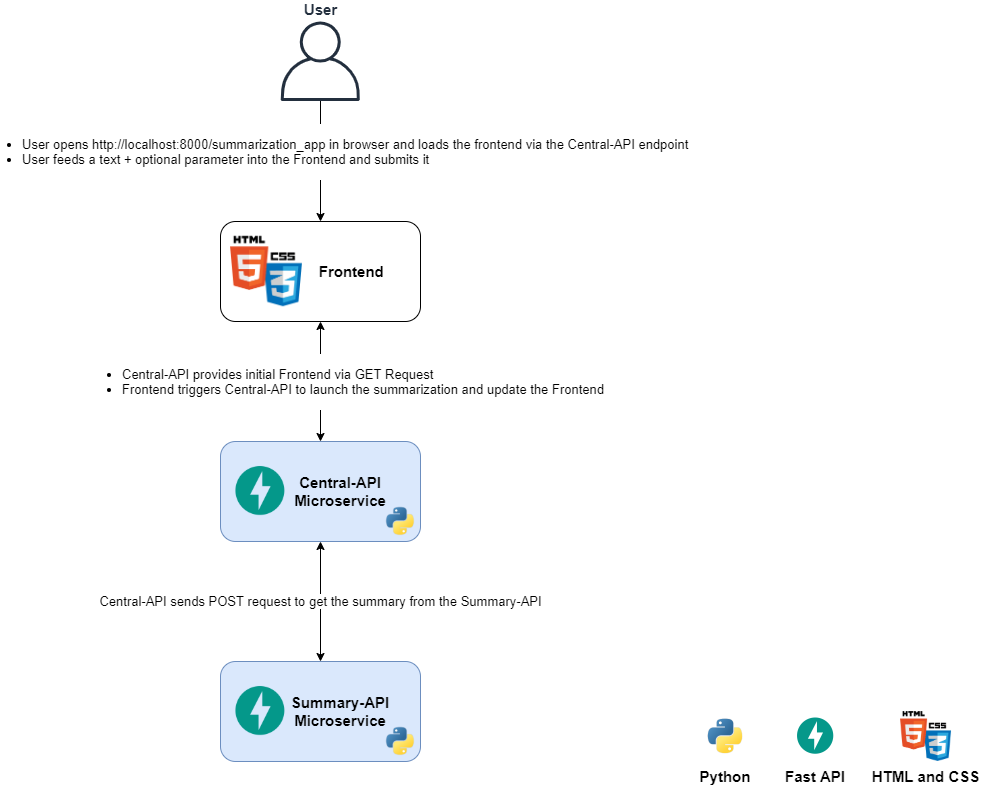 User
User opens http://localhost:8000/summarization_app in browser and loads the frontend via the Central-API endpoint
User feeds a text + optional parameter into the Frontend and submits it
HTML
5
CSS
3
Frontend
Central-API provides initial Frontend via GET Request
Frontend triggers Central-API to launch the summarization and update the Frontend
Central-API
Microservice
Central-API sends POST request to get the summary from the Summary-API
Summary-API
Microservice
HTML
5
CSS
3
Python
Fast API
HTML and CSS